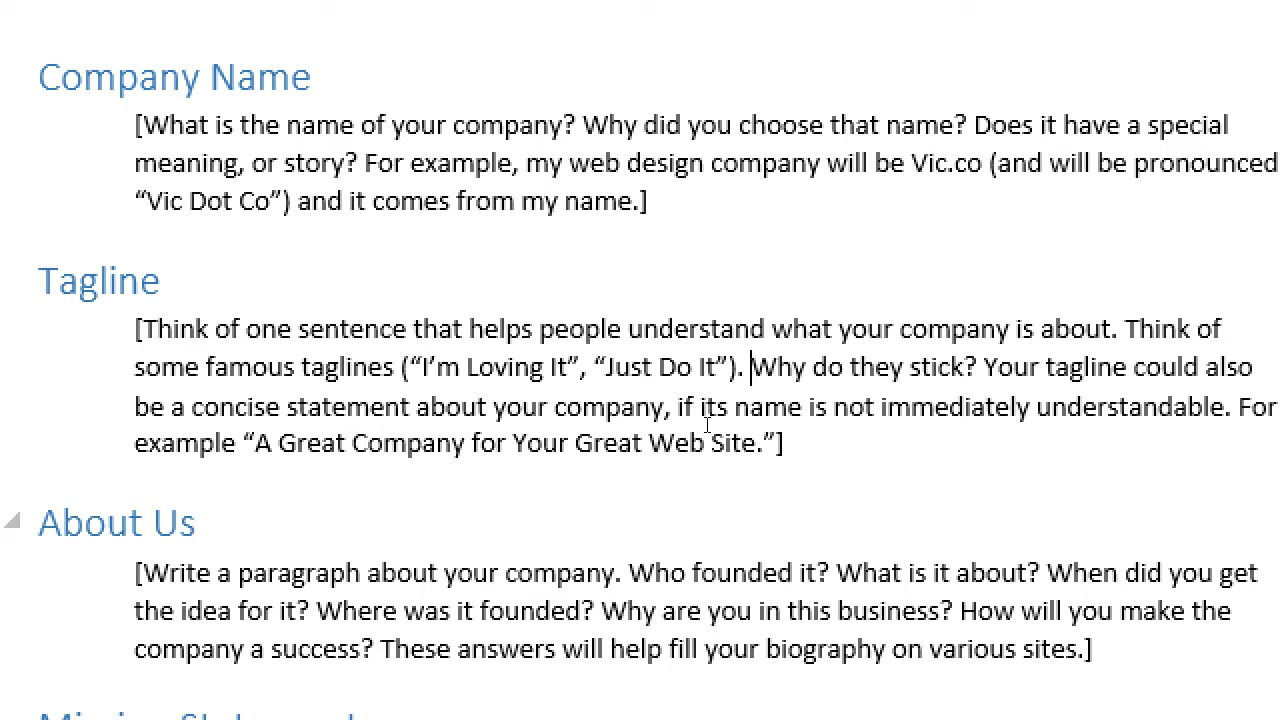 Company Name
[What is the name of your company? Why did you choose that name? Does it have a special
meaning, or story? For example, my web design company will be Vic.co (and will be pronounced
“Vic Dot Co”) and it comes from my name.]
Tagline
[Think of one sentence that helps people understand what your company is about. Think of
some famous taglines (“I’m Loving It”, “Just Do It”). Why do they stick? Your tagline could also
be a concise statement about your company, if its name is not immediately understandable. For
example “A Great Company for Your Great Web Site.”]
About Us
[Write a paragraph about your company. Who founded it? What is it about? When did you get
the idea for it? Where was it founded? Why are you in this business? How will you make the
company a success? These answers will help fill your biography on various sites.]
Mission Statement